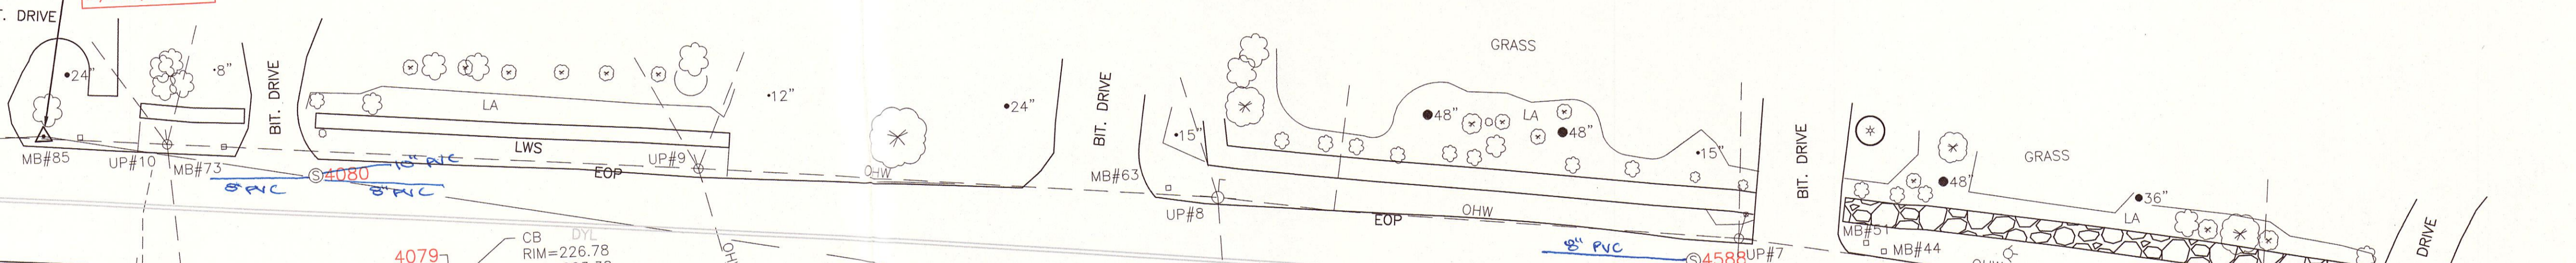 T. DRIVE
24"
8"
BIT. DRIVE
MB#85
UP#10
MB#73
8" PVC
4080
10" PVC
8" PVC
LA
LWS
EOP
UP#9
12"
OHW
24"
BIT. DRIVE
MB#63
15"
UP#8
GRASS
48"
LA
48"
15"
OHW
EOP
8" PVC
S
4588
UP#7
BIT. DRIVE
GRASS
48"
36"
LA
MB#51
MB#44
DRIVE
4079
CB
DYL
RIM=226.78
S